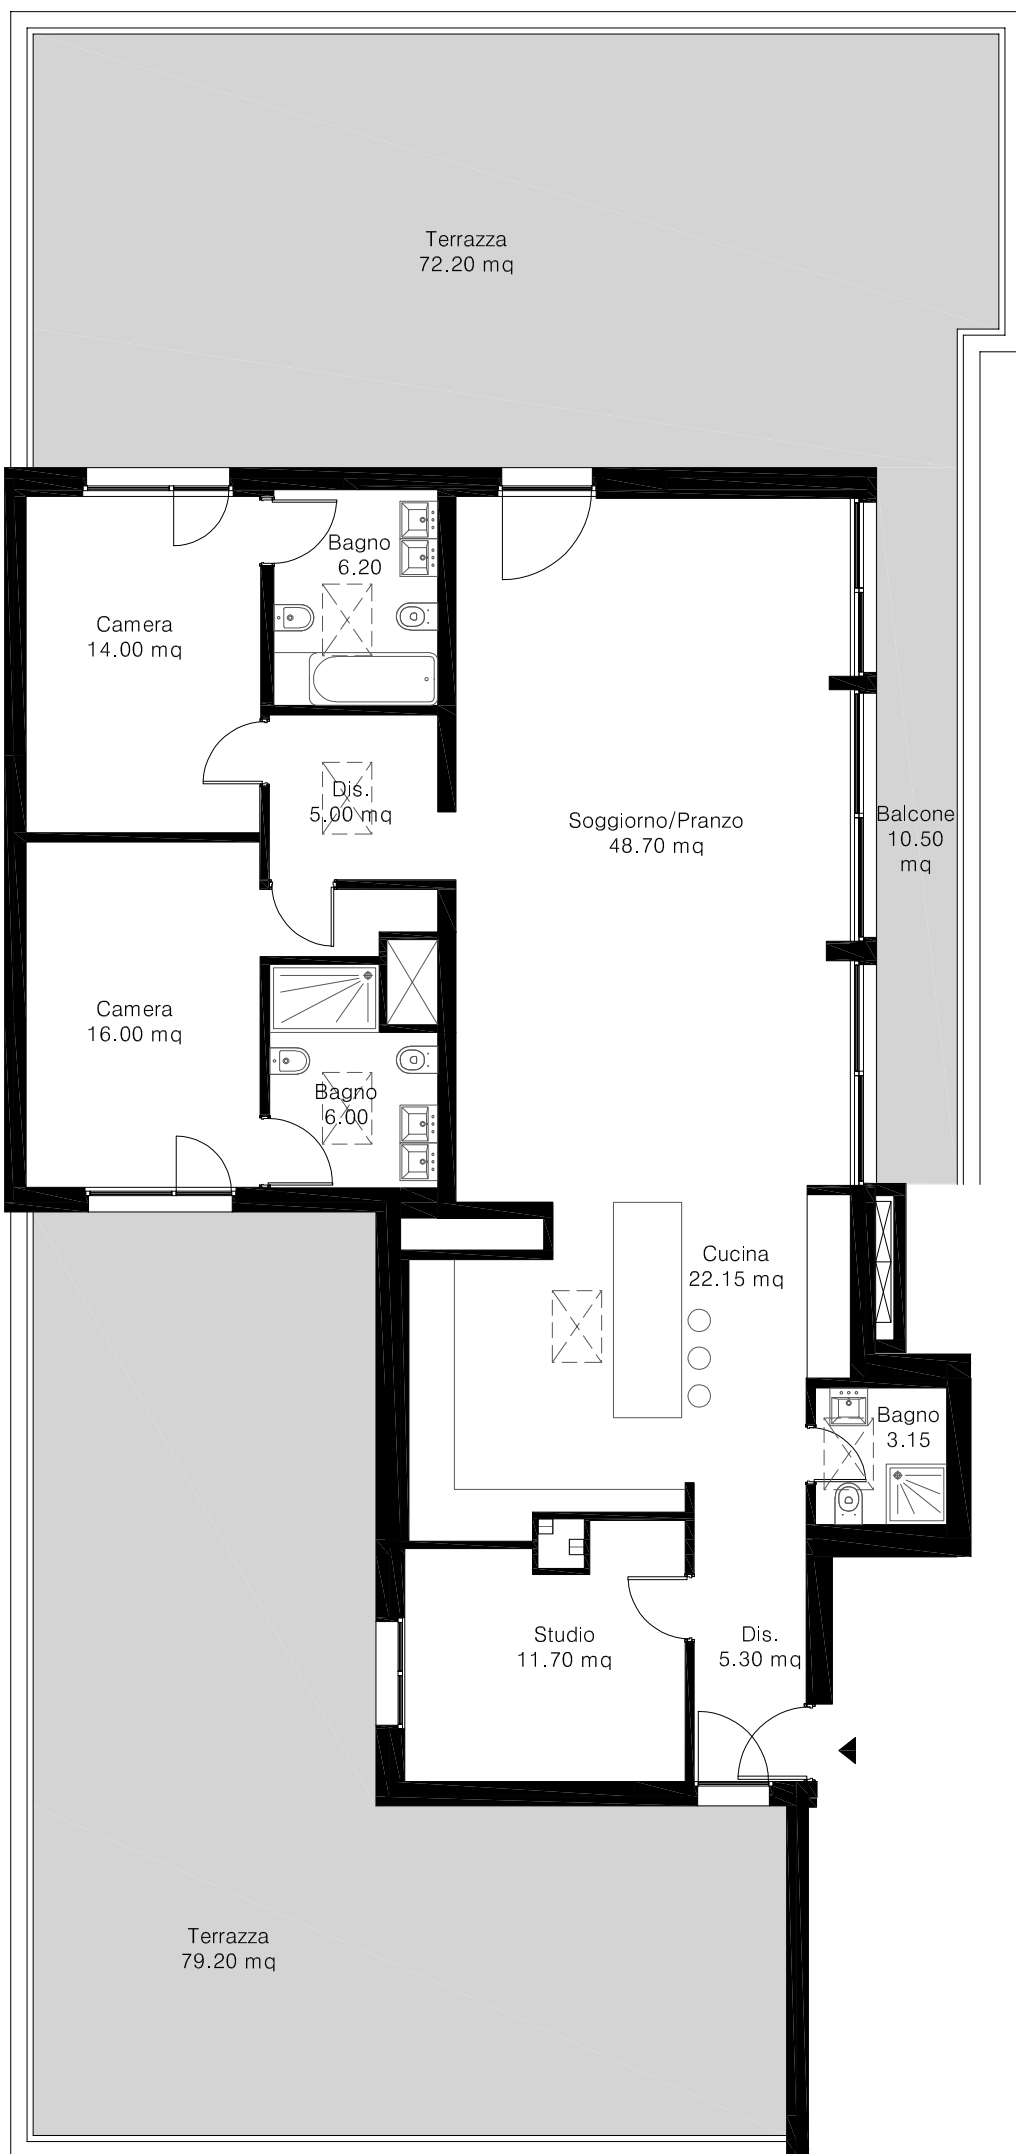 Terrazza
72.20 mq
Bagno
6.20
Camera
14.00 mq
Dis.
5.00 mq
Soggiorno/Pranzo
48.70 mq
Balcone
10.50
mq
Camera
16.00 mq
Bagno
6.00
Cucina
22.15 mq
Bagno
3.15
Studio
11.70 mq
Dis.
5.30 mq
Terrazza
79.20 mq